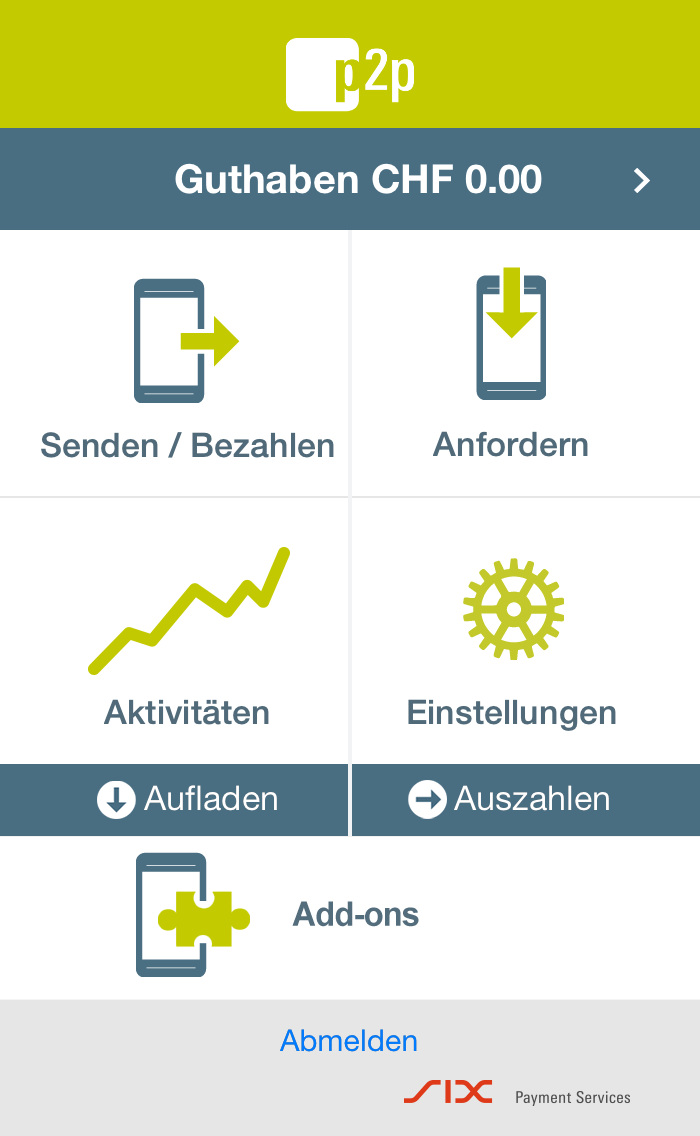 p2p
Guthaben CHF 0.00
Senden / Bezahlen
Anfordern
Aktivitäten
Einstellungen
Aufladen
Auszahlen
Add-ons
Abmelden
SIX Payment Services